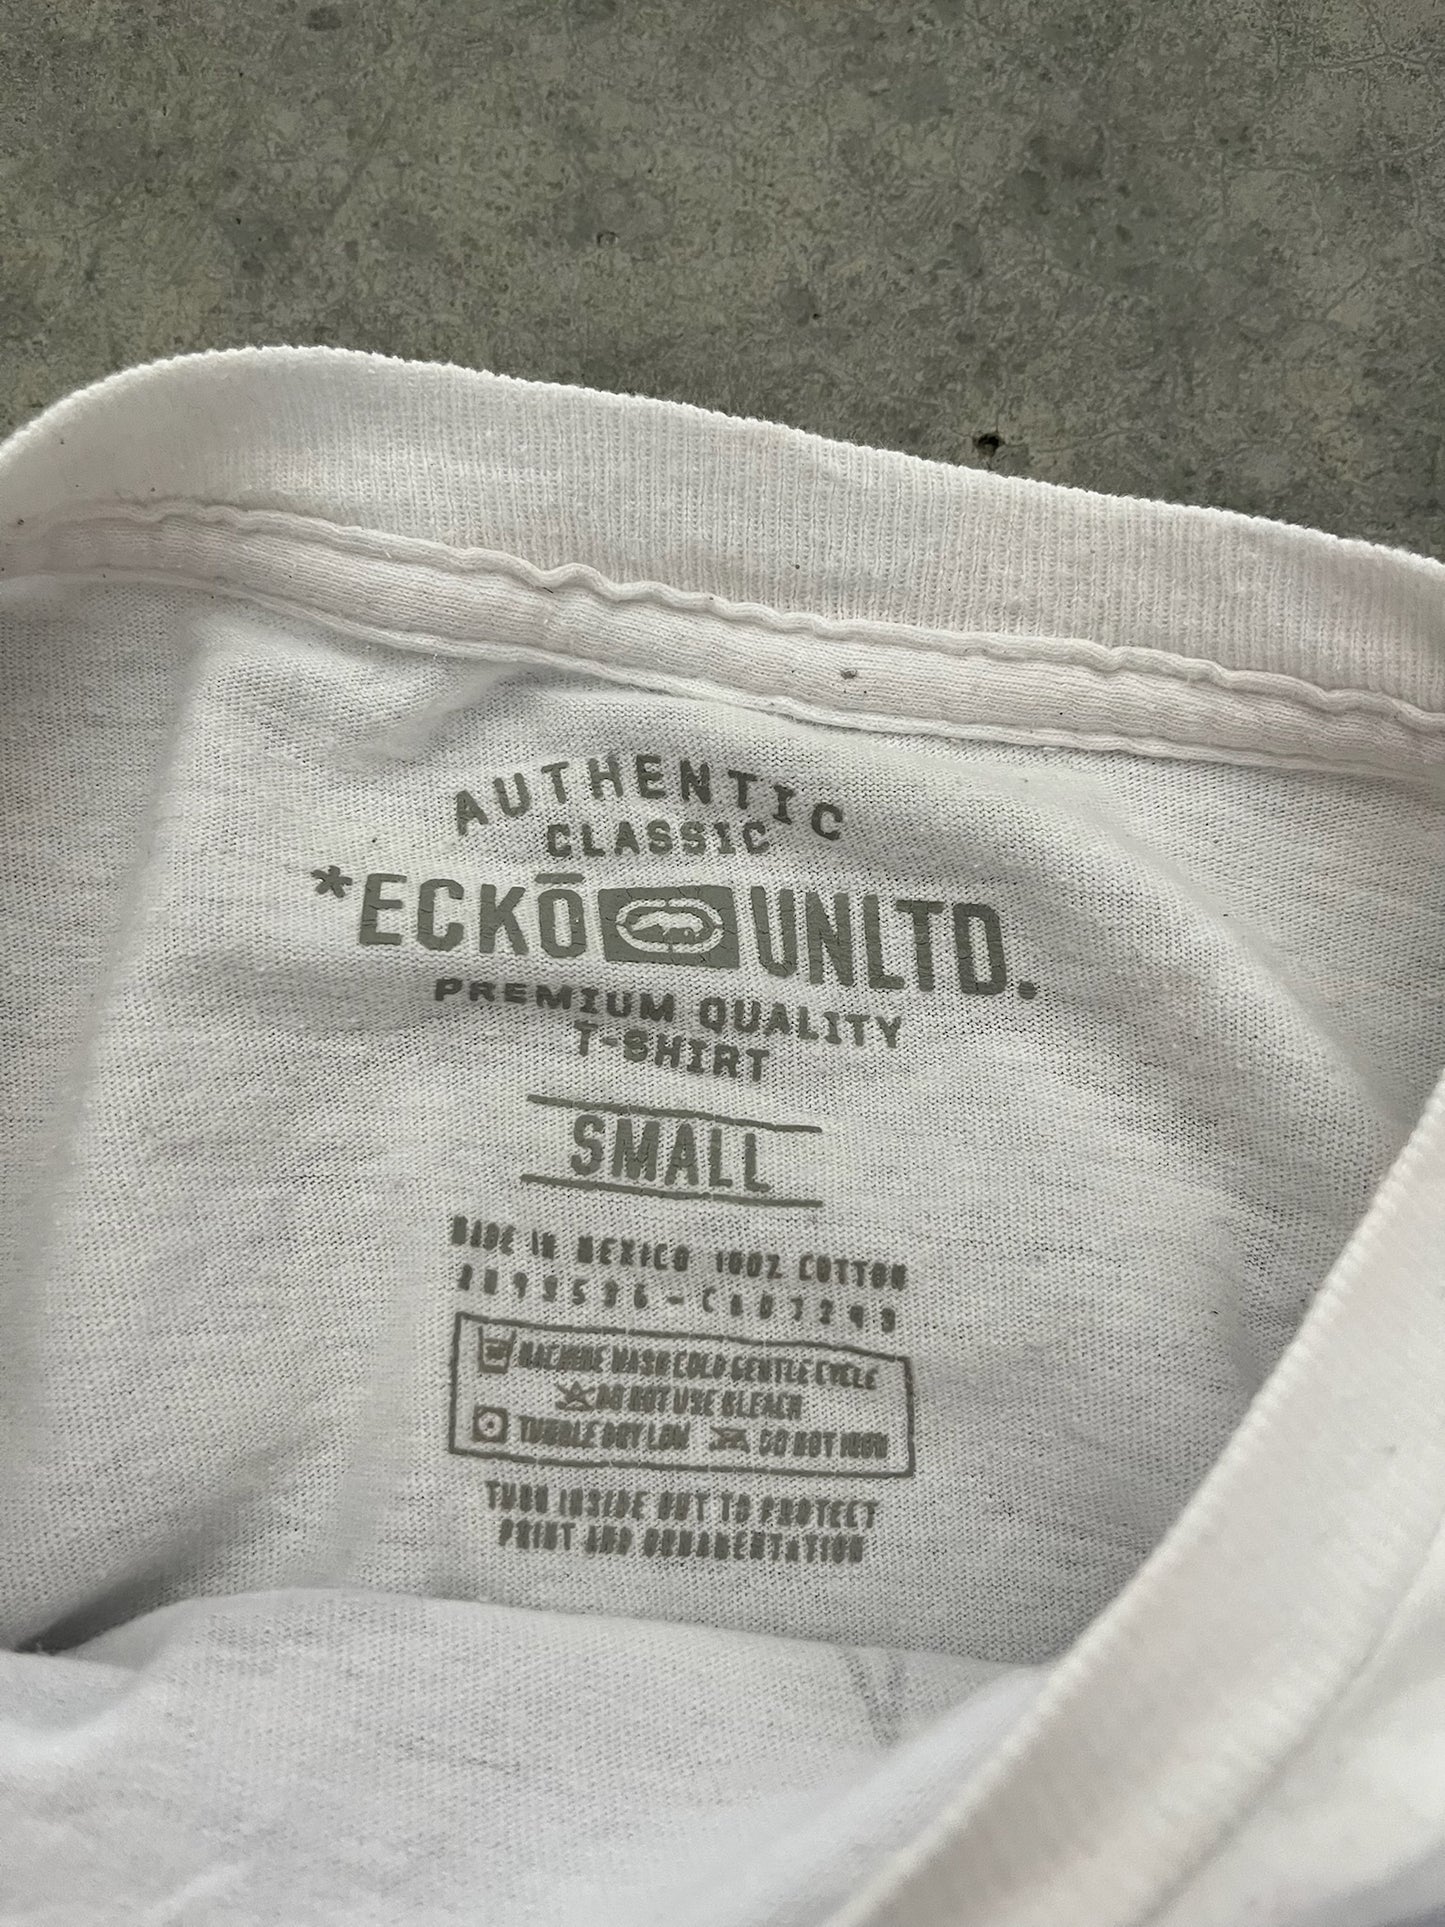 AUTHENTIC
CLASSIC
*ECKŌ UNLTD.
PREMIUM QUALITY
T-SHIRT
SMALL
MADE IN MEXICO 100% COTTON
MACHINE WASH COLD GENTLE CYCLE
DO NOT USE BLEACH
TUMBLE DRY LOW DO NOT IRON
TURN INSIDE OUT TO PROTECT
PRINT AND ORNAMENTATION